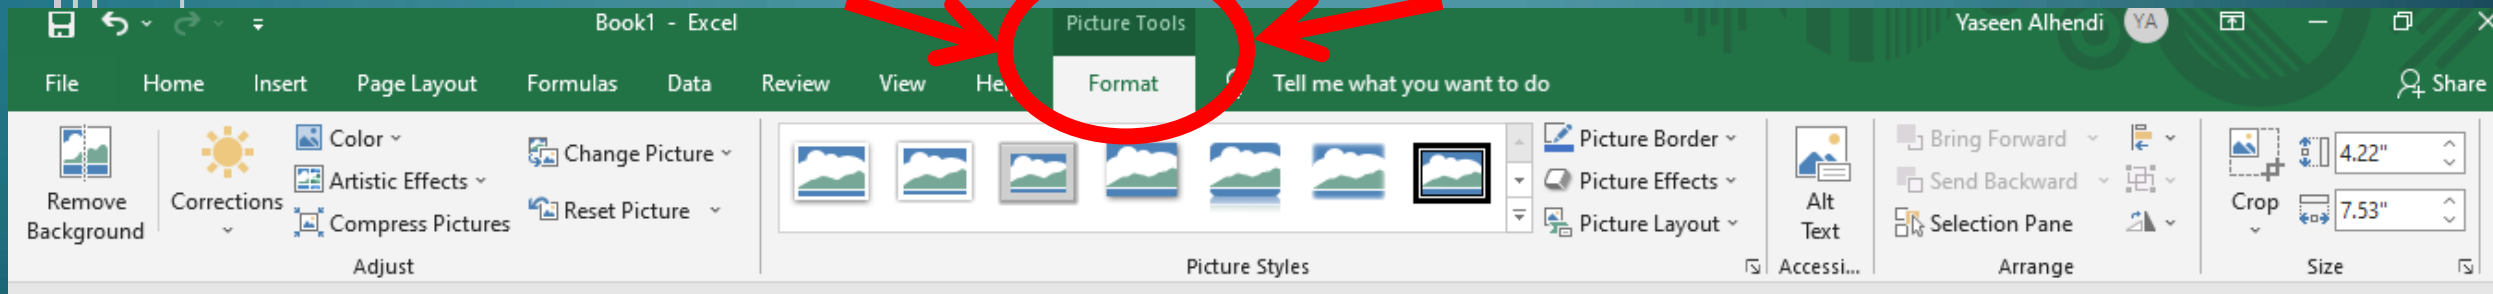 Book1 - Excel
Picture Tools
Yaseen Alhendi
YA
File Home Insert Page Layout Formulas Data Review View Format Tell me what you want to do Share
Remove Background
Corrections
Color
Artistic Effects
Compress Pictures
Change Picture
Reset Picture
Adjust
Picture Border
Picture Effects
Picture Layout
Picture Styles
Alt Text
Accessi...
Bring Forward
Send Backward
Selection Pane
Arrange
Crop
4.22"
7.53"
Size